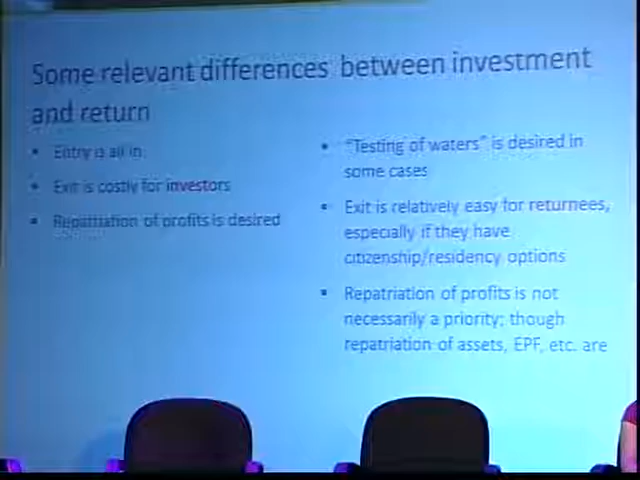 Some relevant differences between investment
and return
• Entry is all in
• Exit is costly for investors
• Repatriation of profits is desired
• "Testing of waters" is desired in
some cases
• Exit is relatively easy for returnees,
especially if they have
citizenship/residency options
• Repatriation of profits is not
necessarily a priority; though
repatriation of assets, EPF, etc. are